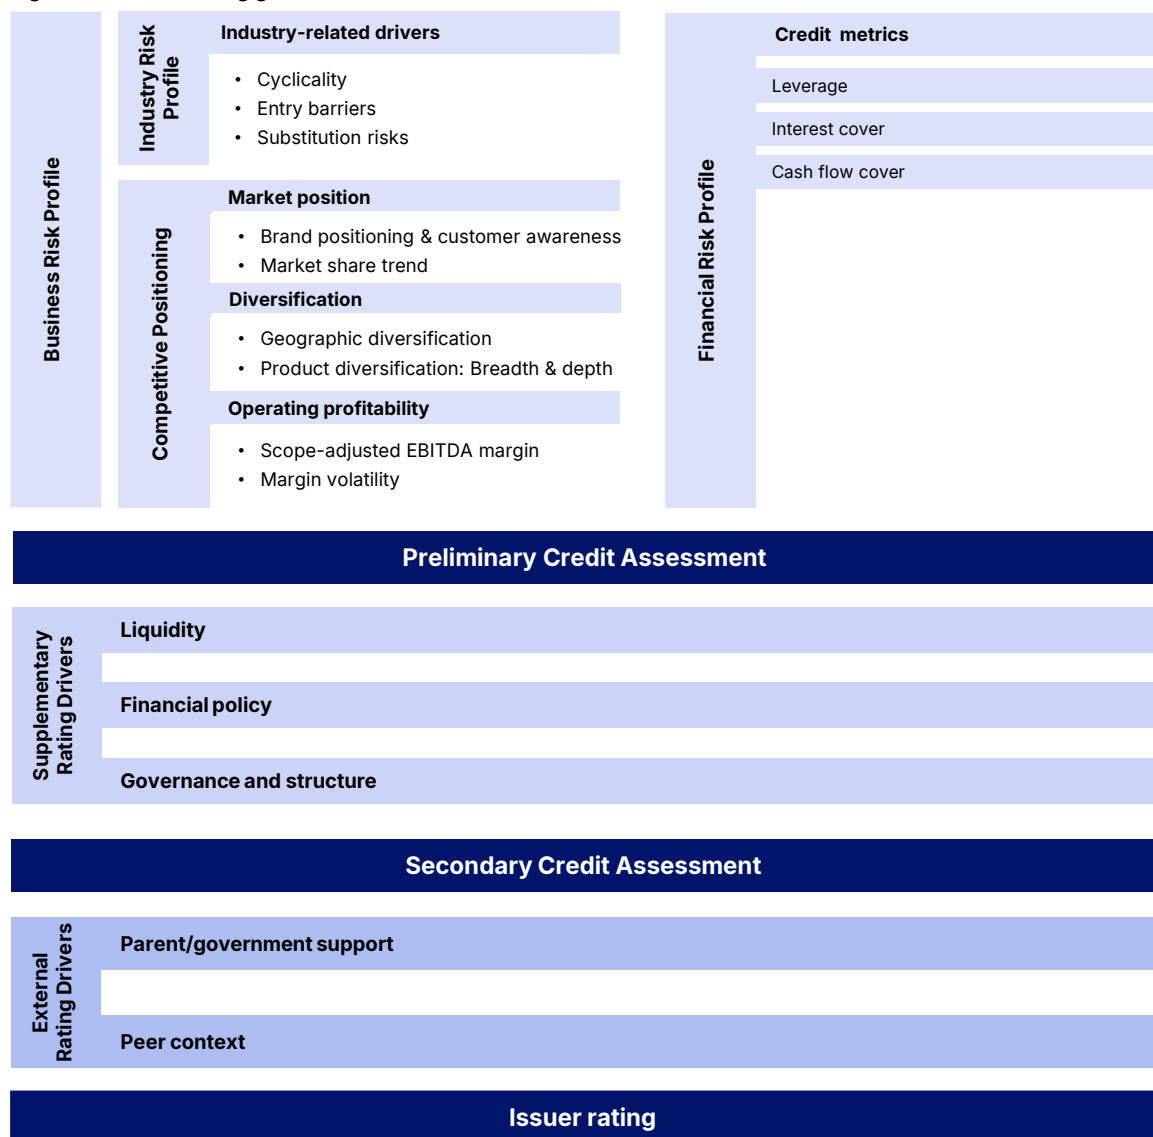 Business Risk Profile
Industry Risk
Profile
Industry-related drivers
• Cyclicality
• Entry barriers
• Substitution risks
Competitive Positioning
Market position
• Brand positioning & customer awareness
• Market share trend
Diversification
• Geographic diversification
• Product diversification: Breadth & depth
Operating profitability
• Scope-adjusted EBITDA margin
• Margin volatility
Financial Risk Profile
Credit metrics
Leverage
Interest cover
Cash flow cover
Preliminary Credit Assessment
Supplementary
Rating Drivers
Liquidity
Financial policy
Governance and structure
Secondary Credit Assessment
External
Rating Drivers
Parent/government support
Peer context
Issuer rating